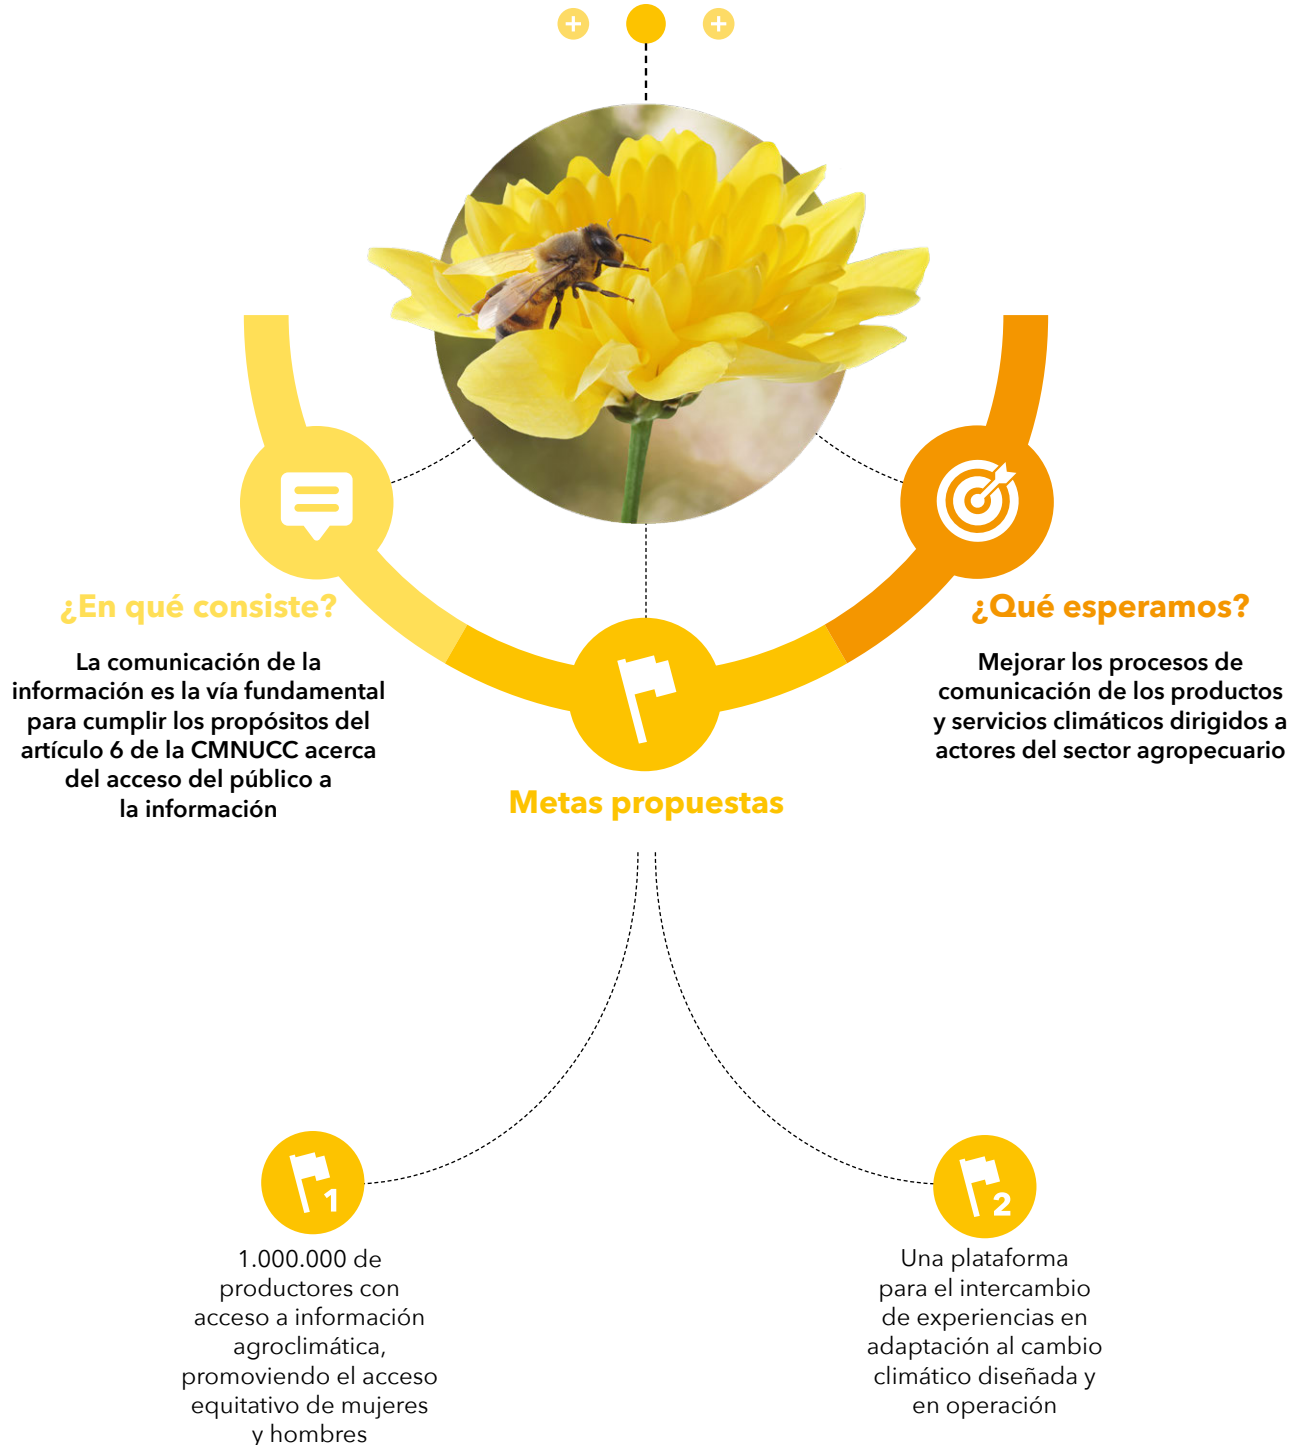 ¿En qué consiste?
La comunicación de la
información es la vía fundamental
para cumplir los propósitos del
artículo 6 de la CMNUCC acerca
del acceso del público a
la información
Metas propuestas
¿Qué esperamos?
Mejorar los procesos de
comunicación de los productos
y servicios climáticos dirigidos a
actores del sector agropecuario
1
1.000.000 de
productores con
acceso a información
agroclimática,
promoviendo el acceso
equitativo de mujeres
y hombres
2
Una plataforma
para el intercambio
de experiencias en
adaptación al cambio
climático diseñada y
en operación